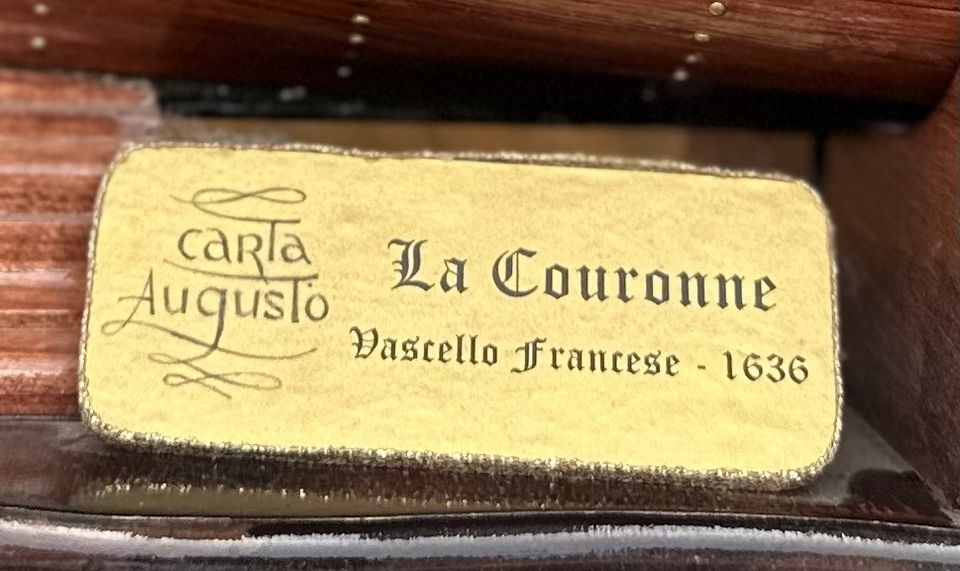 carta
Augusto
La Couronne
Vascello Francese - 1636